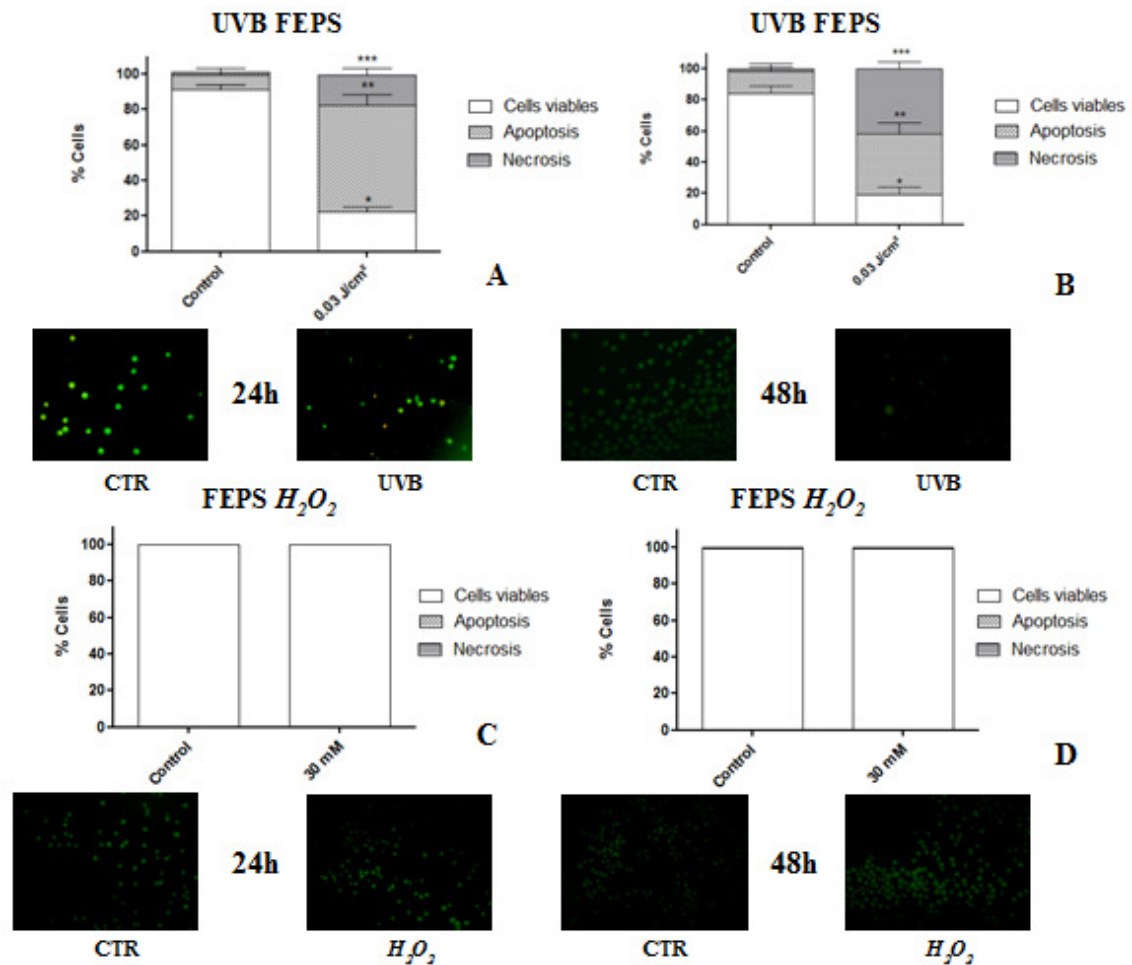 UVB FEPS
% Cells
100
80
60
40
20
0
***
**
*
Control
0.03 J/cm²
Cells viables
Apoptosis
Necrosis
A
UVB FEPS
% Cells
100
80
60
40
20
0
***
**
*
Control
0.03 J/cm²
Cells viables
Apoptosis
Necrosis
B
24h
CTR
UVB
48h
CTR
UVB
FEPS H₂O₂
% Cells
100
80
60
40
20
0
Control
30 mM
Cells viables
Apoptosis
Necrosis
C
FEPS H₂O₂
% Cells
100
80
60
40
20
0
Control
30 mM
Cells viables
Apoptosis
Necrosis
D
24h
CTR
H₂O₂
48h
CTR
H₂O₂